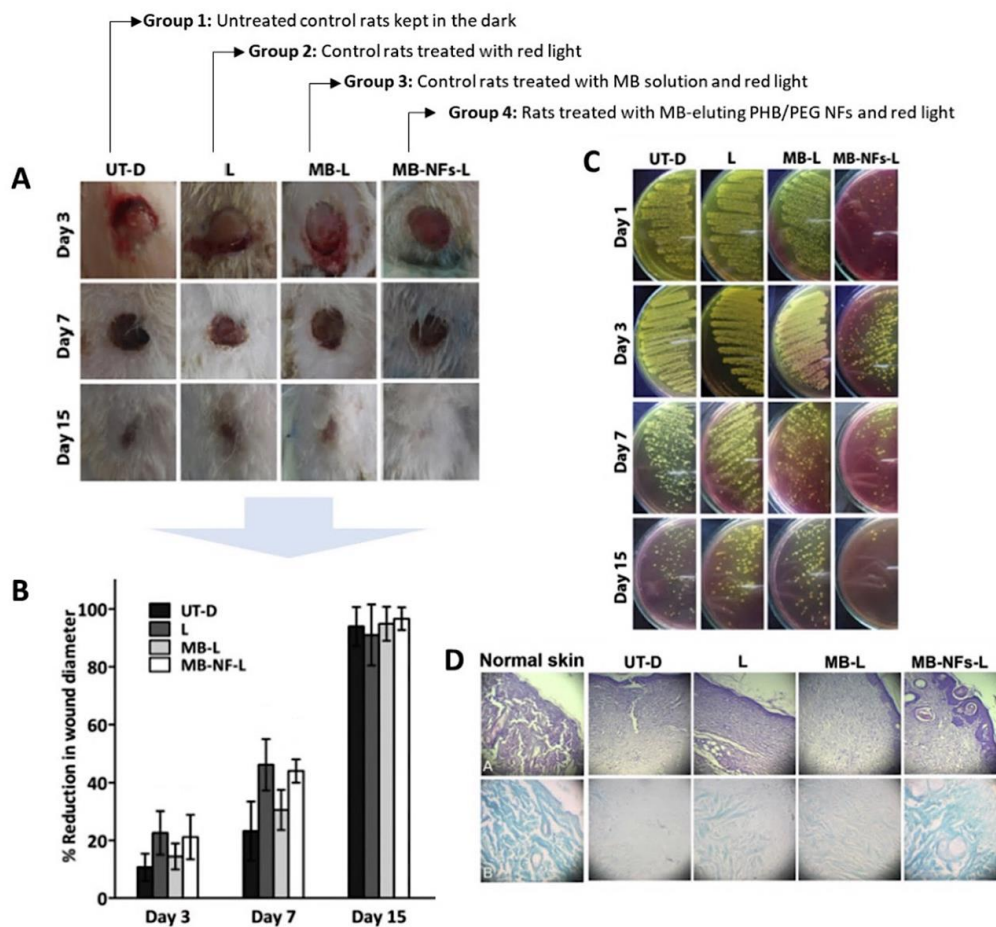 Group 1: Untreated control rats kept in the dark
Group 2: Control rats treated with red light
Group 3: Control rats treated with MB solution and red light
Group 4: Rats treated with MB-eluting PHB/PEG NFs and red light
A
UT-D L MB-L MB-NFs-L
Day 3
Day 7
Day 15
B
% Reduction in wound diameter
100
80
60
40
20
0
UT-D
L
MB-L
MB-NF-L
Day 3 Day 7 Day 15
C
UT-D L MB-L MB-NFs-L
Day 1
Day 3
Day 7
Day 15
D
Normal skin UT-D L MB-L MB-NFs-L
A
B